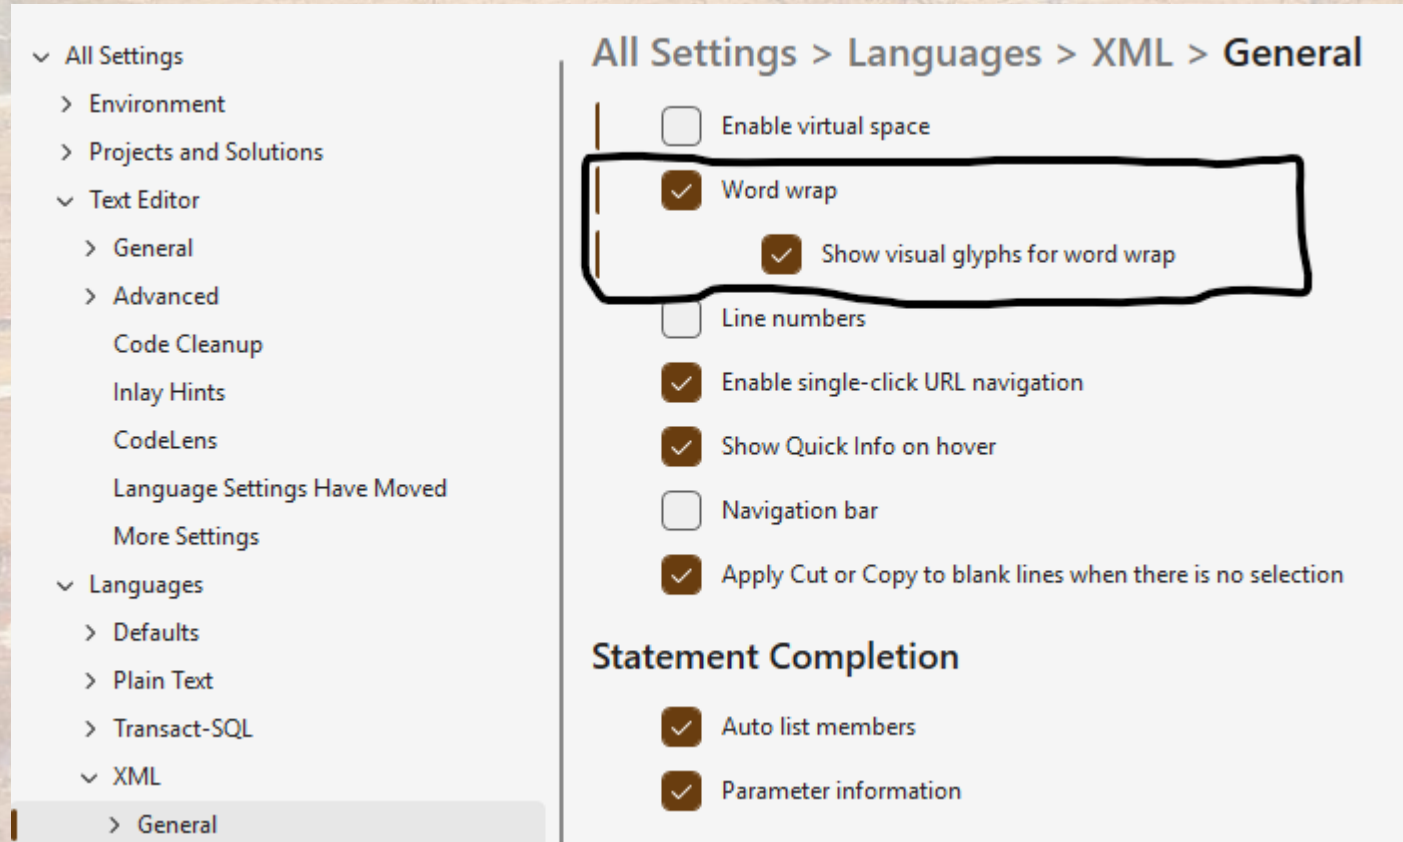 All Settings
Environment
Projects and Solutions
Text Editor
General
Advanced
Code Cleanup
Inlay Hints
CodeLens
Language Settings Have Moved
More Settings
Languages
Defaults
Plain Text
Transact-SQL
XML
General
All Settings > Languages > XML > General
Enable virtual space
Word wrap
Show visual glyphs for word wrap
Line numbers
Enable single-click URL navigation
Show Quick Info on hover
Navigation bar
Apply Cut or Copy to blank lines when there is no selection
Statement Completion
Auto list members
Parameter information